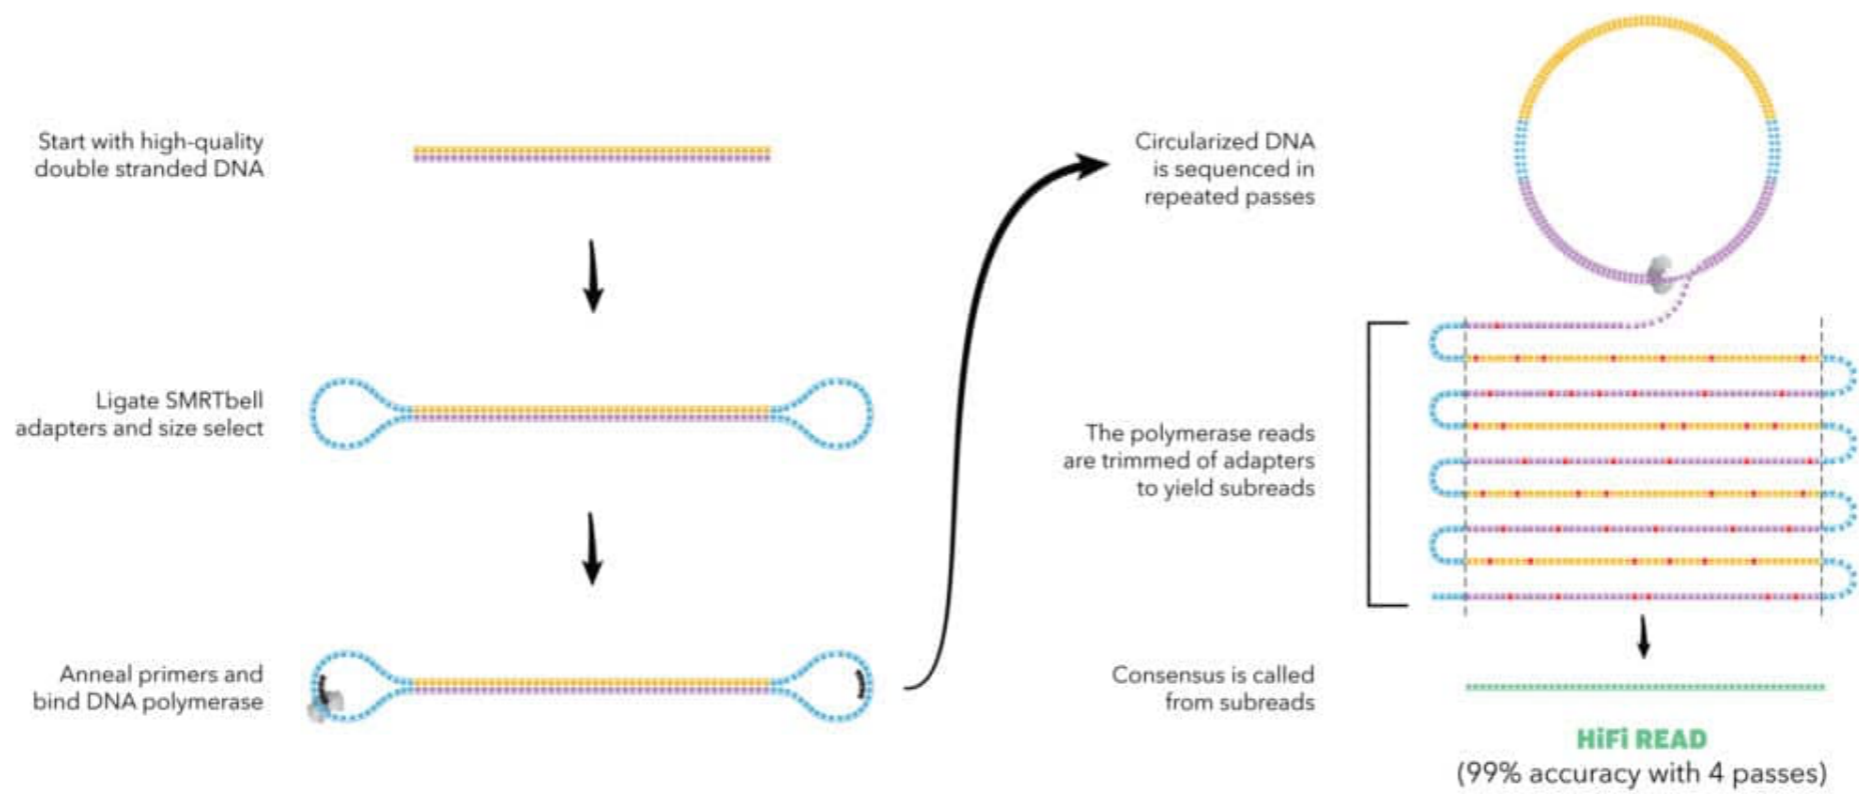 Start with high-quality
double stranded DNA
Ligate SMRTbell
adapters and size select
Anneal primers and
bind DNA polymerase
Circularized DNA
is sequenced in
repeated passes
The polymerase reads
are trimmed of adapters
to yield subreads
Consensus is called
from subreads
HiFi READ
(99% accuracy with 4 passes)